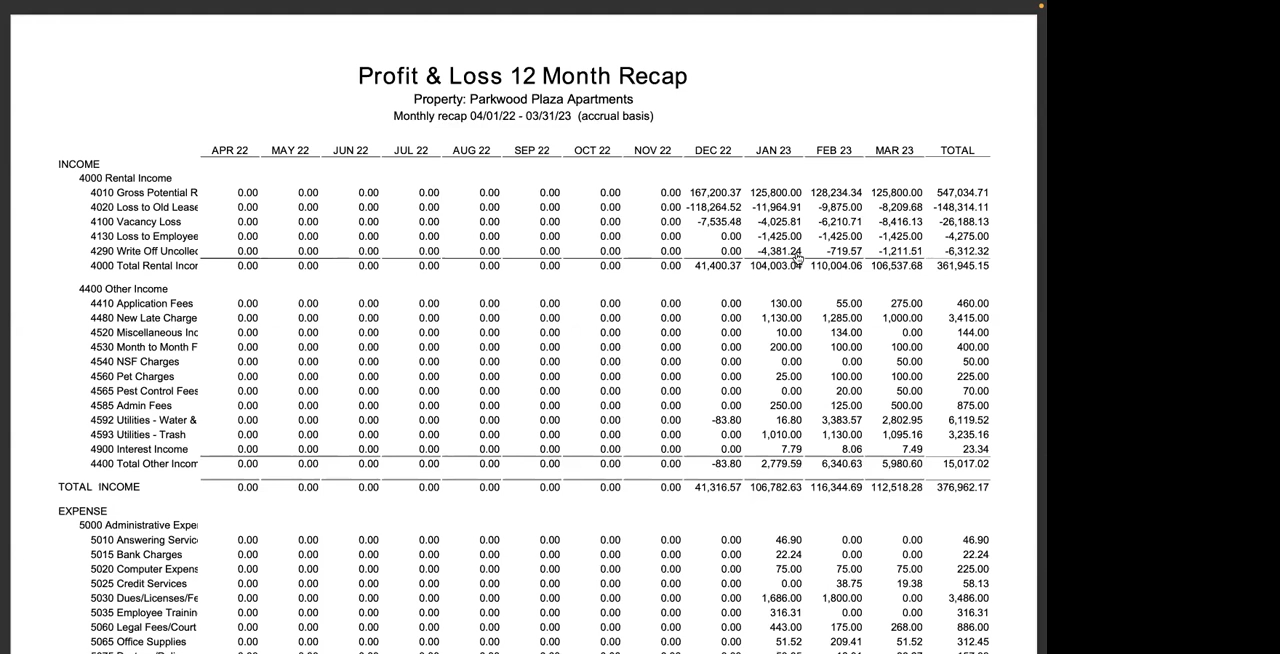 Profit & Loss 12 Month Recap
Property: Parkwood Plaza Apartments
Monthly recap 04/01/22 - 03/31/23 (accrual basis)
APR 22 MAY 22 JUN 22 JUL 22 AUG 22 SEP 22 OCT 22 NOV 22 DEC 22 JAN 23 FEB 23 MAR 23 TOTAL
INCOME
4000 Rental Income
4010 Gross Potential R 0.00 0.00 0.00 0.00 0.00 0.00 0.00 0.00 167,200.37 125,800.00 128,234.34 125,800.00 547,034.71
4020 Loss to Old Lease 0.00 0.00 0.00 0.00 0.00 0.00 0.00 0.00 -118,264.52 -11,964.91 -9,875.00 -8,209.68 -148,314.11
4100 Vacancy Loss 0.00 0.00 0.00 0.00 0.00 0.00 0.00 0.00 -7,535.48 -4,025.81 -6,210.71 -8,416.13 -26,188.13
4130 Loss to Employee 0.00 0.00 0.00 0.00 0.00 0.00 0.00 0.00 0.00 -1,425.00 -1,425.00 -1,425.00 -4,275.00
4290 Write Off Uncollec 0.00 0.00 0.00 0.00 0.00 0.00 0.00 0.00 0.00 -4,381.24 -719.57 -1,211.51 -6,312.32
4000 Total Rental Incor 0.00 0.00 0.00 0.00 0.00 0.00 0.00 0.00 41,400.37 104,003.04 110,004.06 106,537.68 361,945.15
4400 Other Income
4410 Application Fees 0.00 0.00 0.00 0.00 0.00 0.00 0.00 0.00 0.00 130.00 55.00 275.00 460.00
4480 New Late Charge 0.00 0.00 0.00 0.00 0.00 0.00 0.00 0.00 0.00 1,130.00 1,285.00 1,000.00 3,415.00
4520 Miscellaneous Inc 0.00 0.00 0.00 0.00 0.00 0.00 0.00 0.00 0.00 10.00 134.00 0.00 144.00
4530 Month to Month F 0.00 0.00 0.00 0.00 0.00 0.00 0.00 0.00 0.00 200.00 100.00 100.00 400.00
4540 NSF Charges 0.00 0.00 0.00 0.00 0.00 0.00 0.00 0.00 0.00 0.00 0.00 50.00 50.00
4560 Pet Charges 0.00 0.00 0.00 0.00 0.00 0.00 0.00 0.00 0.00 25.00 100.00 100.00 225.00
4565 Pest Control Fees 0.00 0.00 0.00 0.00 0.00 0.00 0.00 0.00 0.00 0.00 20.00 50.00 70.00
4585 Admin Fees 0.00 0.00 0.00 0.00 0.00 0.00 0.00 0.00 0.00 250.00 125.00 500.00 875.00
4592 Utilities - Water & 0.00 0.00 0.00 0.00 0.00 0.00 0.00 0.00 -83.80 16.80 3,383.57 2,802.95 6,119.52
4593 Utilities - Trash 0.00 0.00 0.00 0.00 0.00 0.00 0.00 0.00 0.00 1,010.00 1,130.00 1,095.16 3,235.16
4900 Interest Income 0.00 0.00 0.00 0.00 0.00 0.00 0.00 0.00 0.00 7.79 8.06 7.49 23.34
4400 Total Other Incom 0.00 0.00 0.00 0.00 0.00 0.00 0.00 0.00 -83.80 2,779.59 6,340.63 5,980.60 15,017.02
TOTAL INCOME 0.00 0.00 0.00 0.00 0.00 0.00 0.00 0.00 41,316.57 106,782.63 116,344.69 112,518.28 376,962.17
EXPENSE
5000 Administrative Exper
5010 Answering Servic 0.00 0.00 0.00 0.00 0.00 0.00 0.00 0.00 0.00 46.90 0.00 0.00 46.90
5015 Bank Charges 0.00 0.00 0.00 0.00 0.00 0.00 0.00 0.00 0.00 22.24 0.00 0.00 22.24
5020 Computer Expens 0.00 0.00 0.00 0.00 0.00 0.00 0.00 0.00 0.00 75.00 75.00 75.00 225.00
5025 Credit Services 0.00 0.00 0.00 0.00 0.00 0.00 0.00 0.00 0.00 0.00 38.75 19.38 58.13
5030 Dues/Licenses/Fe 0.00 0.00 0.00 0.00 0.00 0.00 0.00 0.00 0.00 1,686.00 1,800.00 0.00 3,486.00
5035 Employee Trainin 0.00 0.00 0.00 0.00 0.00 0.00 0.00 0.00 0.00 316.31 0.00 0.00 316.31
5060 Legal Fees/Court 0.00 0.00 0.00 0.00 0.00 0.00 0.00 0.00 0.00 443.00 175.00 268.00 886.00
5065 Office Supplies 0.00 0.00 0.00 0.00 0.00 0.00 0.00 0.00 0.00 51.52 209.41 51.52 312.45